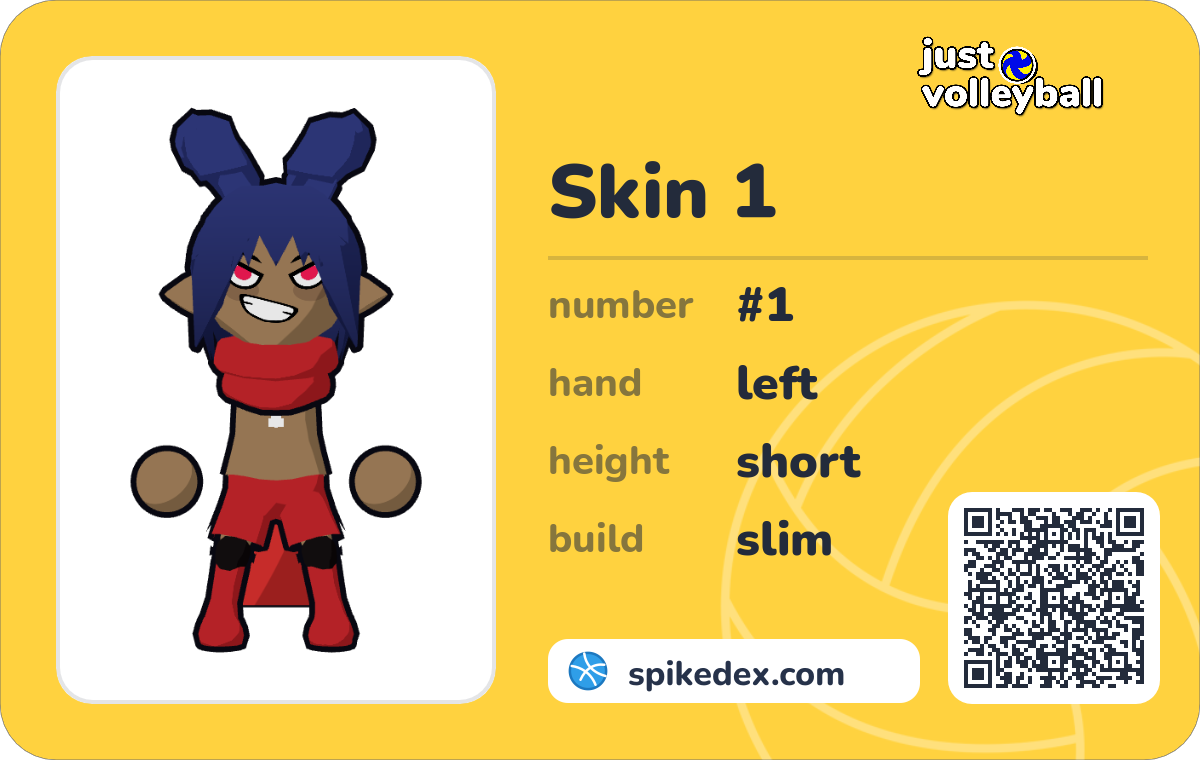 just
volleyball
Skin 1
number #1
hand left
height short
build slim
spikedex.com